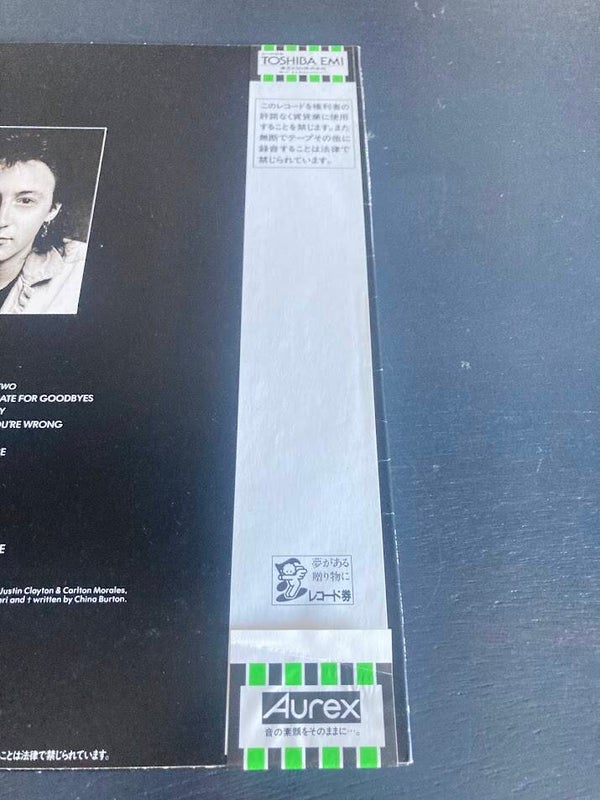 TWO
ATE FOR GOODBYES
Y
U'RE WRONG
E
E
Justin Clayton & Carlton Morales,
eri and † written by China Burton.
ことは法律で禁じられています。
TOSHIBA EMI
このレコードを権利者の
許諾なく賃貸業に使用
することを禁じます。また
無断でテープその他に
録音することは法律で
禁じられています。
夢がある
贈り物に
レコード券
Aurex
音の素顔をそのままに…。